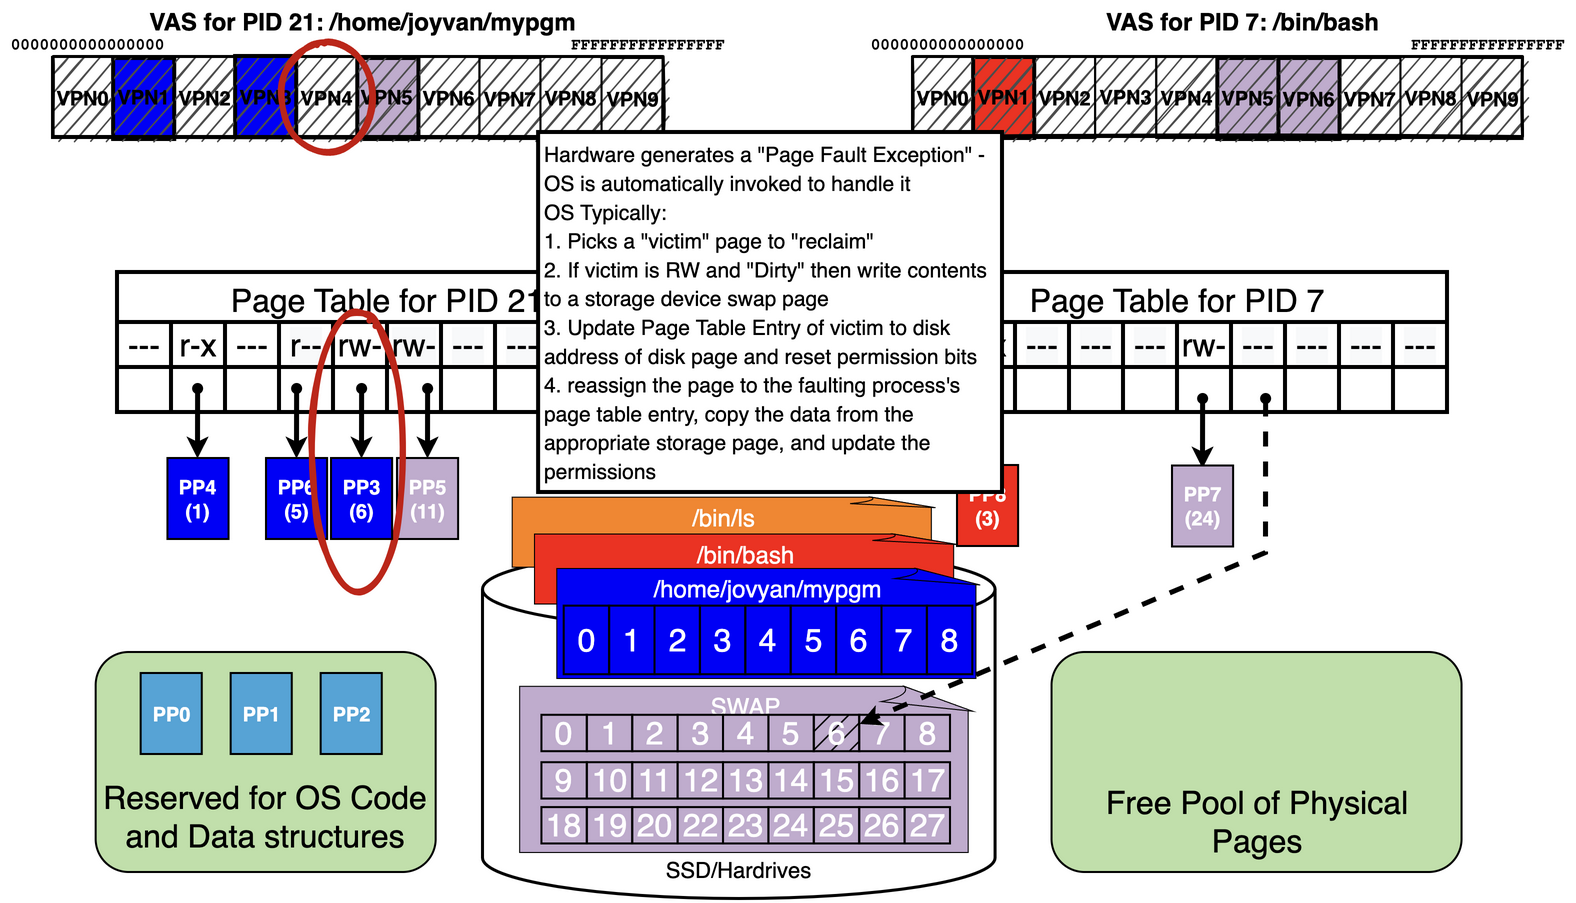 VAS for PID 21: /home/joyvan/mypgm
VAS for PID 7: /bin/bash
0000000000000000
FFFFFFFFFFFFFFFF
0000000000000000
FFFFFFFFFFFFFFFF
VPN0 VPN1 VPN2 VPN3 VPN4 VPN5 VPN6 VPN7 VPN8 VPN9
VPN0 VPN1 VPN2 VPN3 VPN4 VPN5 VPN6 VPN7 VPN8 VPN9
Hardware generates a "Page Fault Exception" -
OS is automatically invoked to handle it
OS Typically:
1. Picks a "victim" page to "reclaim"
2. If victim is RW and "Dirty" then write contents
to a storage device swap page
3. Update Page Table Entry of victim to disk
address of disk page and reset permission bits
4. reassign the page to the faulting process's
page table entry, copy the data from the
appropriate storage page, and update the
permissions
Page Table for PID 21
--- r-x --- r-- rw- rw- --- ---
Page Table for PID 7
x --- --- --- rw- --- --- --- ---
PP4
(1)
PP6
(5)
PP3
(6)
PP5
(11)
PP8
(3)
PP7
(24)
/bin/ls
/bin/bash
/home/jovyan/mypgm
0 1 2 3 4 5 6 7 8
SWAP
0 1 2 3 4 5 6 7 8
9 10 11 12 13 14 15 16 17
18 19 20 22 23 24 25 26 27
SSD/Hardrives
PP0 PP1 PP2
Reserved for OS Code
and Data structures
Free Pool of Physical
Pages